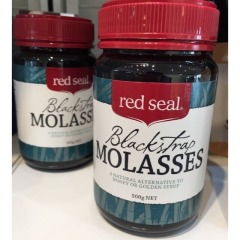 red seal
Blackstrap
MOLASSES
A NATURAL ALTERNATIVE TO
HONEY OR GOLDEN SYRUP
500g NET
red seal
Blackstrap
MOLASSES